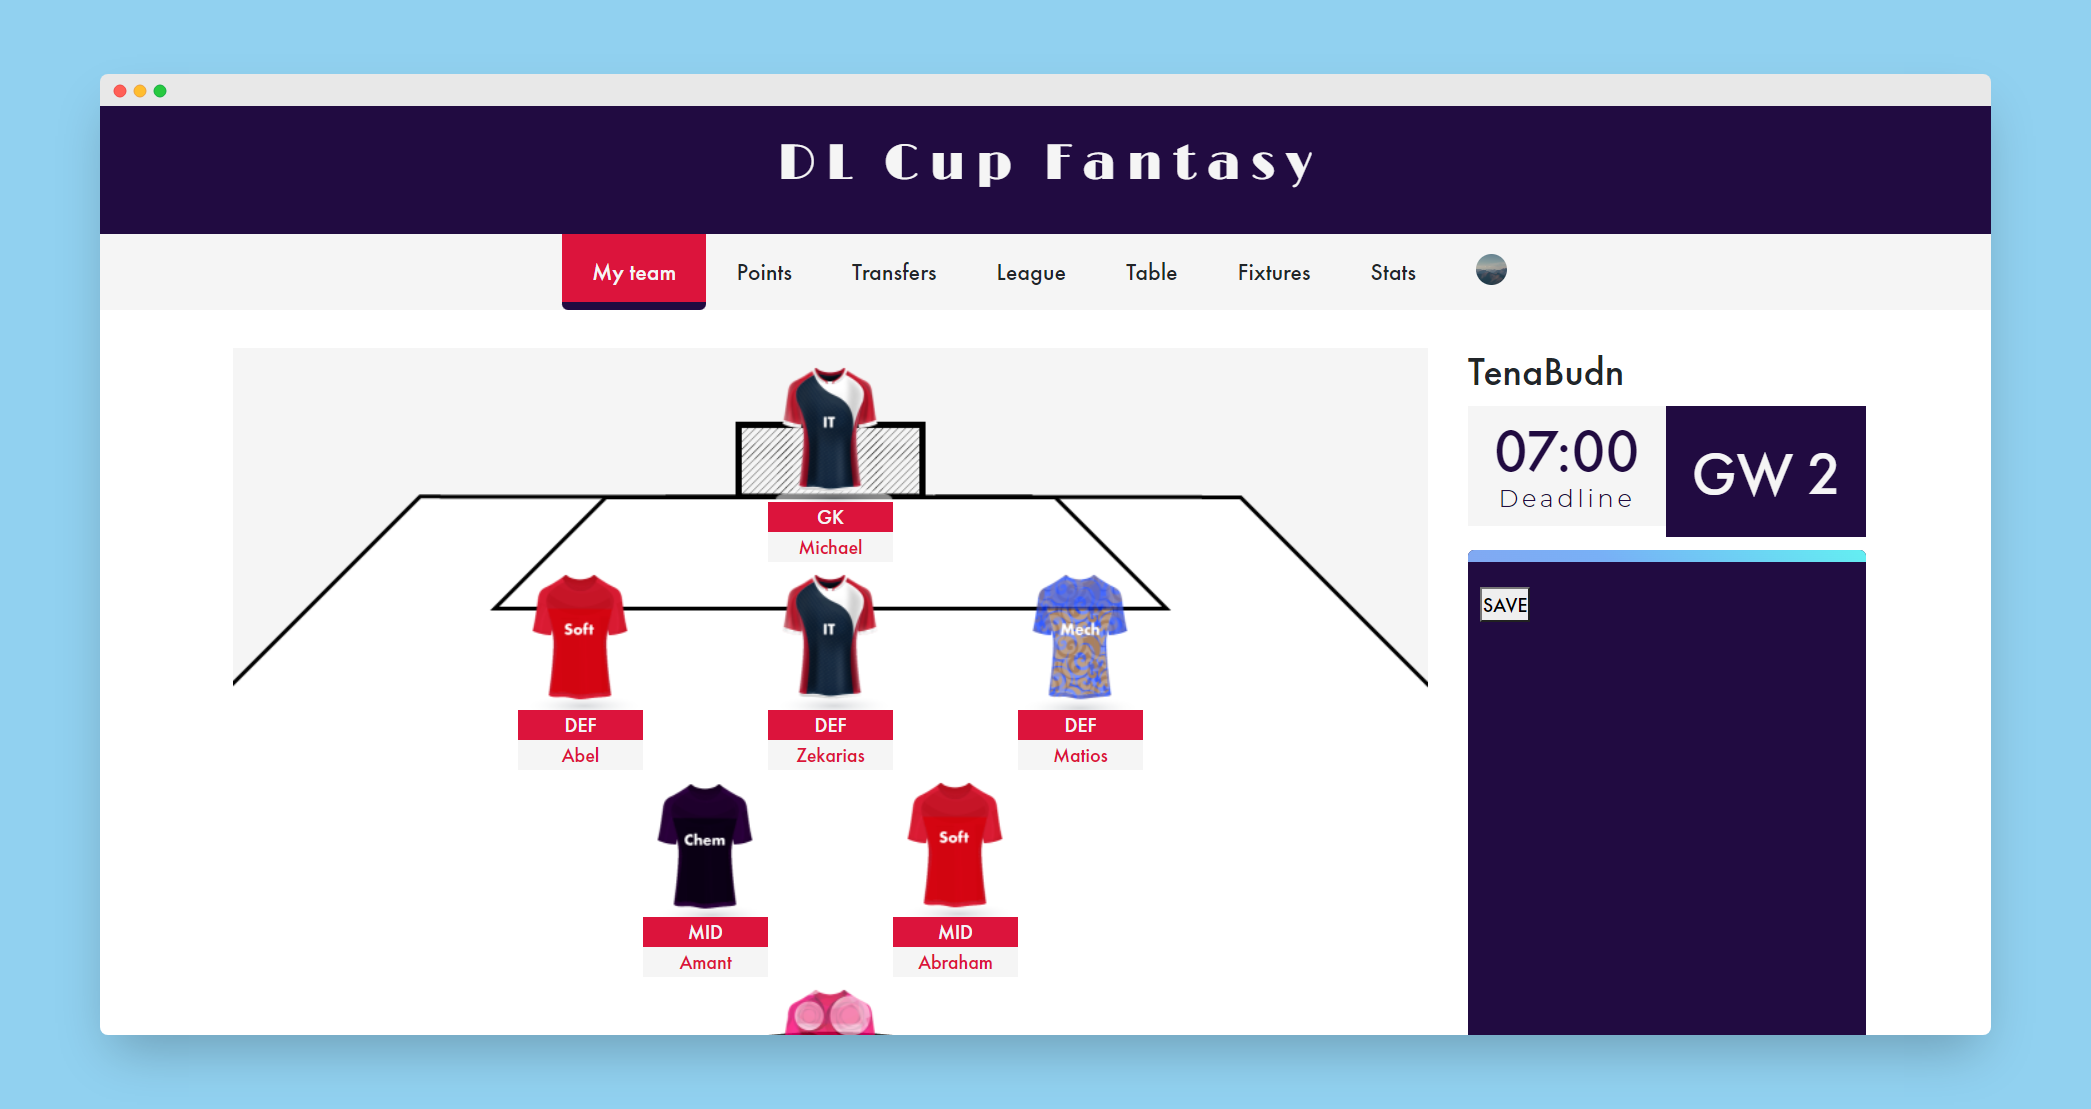 DL Cup Fantasy
My team Points Transfers League Table Fixtures Stats
TenaBudn
07:00
Deadline
GW 2
SAVE
IT
GK
Michael
Soft
IT
Mech
DEF
DEF
DEF
Abel
Zekarias
Matios
Chem
Soft
MID
MID
Amant
Abraham